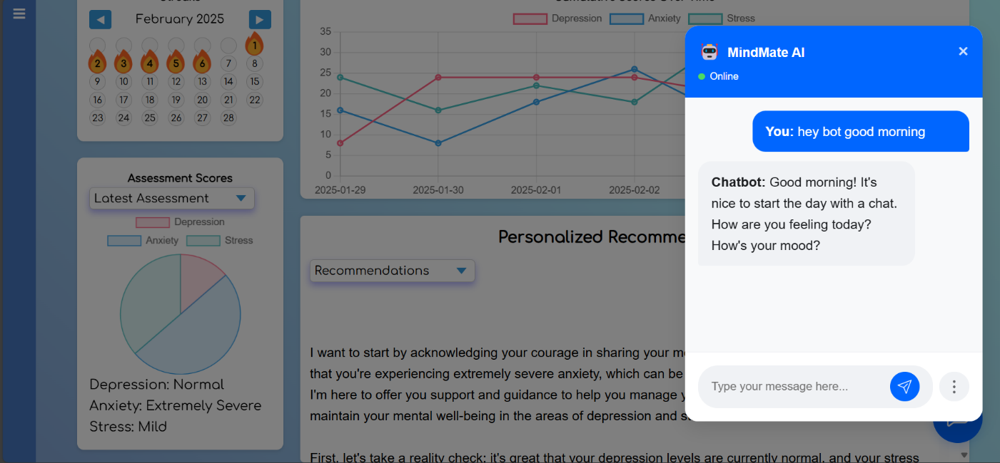 Streaks
February 2025
1
2 3 4 5 6 7 8
9 10 11 12 13 14 15
16 17 18 19 20 21 22
23 24 25 26 27 28
Assessment Scores
Latest Assessment
Depression
Anxiety Stress
Depression: Normal
Anxiety: Extremely Severe
Stress: Mild
Cumulative Scores Over Time
Depression Anxiety Stress
35
30
25
20
15
10
5
0
2025-01-29 2025-01-30 2025-02-01 2025-02-02
Personalized Recomme
Recommendations
I want to start by acknowledging your courage in sharing your
that you're experiencing extremely severe anxiety, which can be
I'm here to offer you support and guidance to help you manage
maintain your mental well-being in the areas of depression and
First, let's take a reality check: it's great that your depression levels are currently normal, and your stress
MindMate AI
Online
You: hey bot good morning
Chatbot: Good morning! It's
nice to start the day with a chat.
How are you feeling today?
How's your mood?
Type your message here...